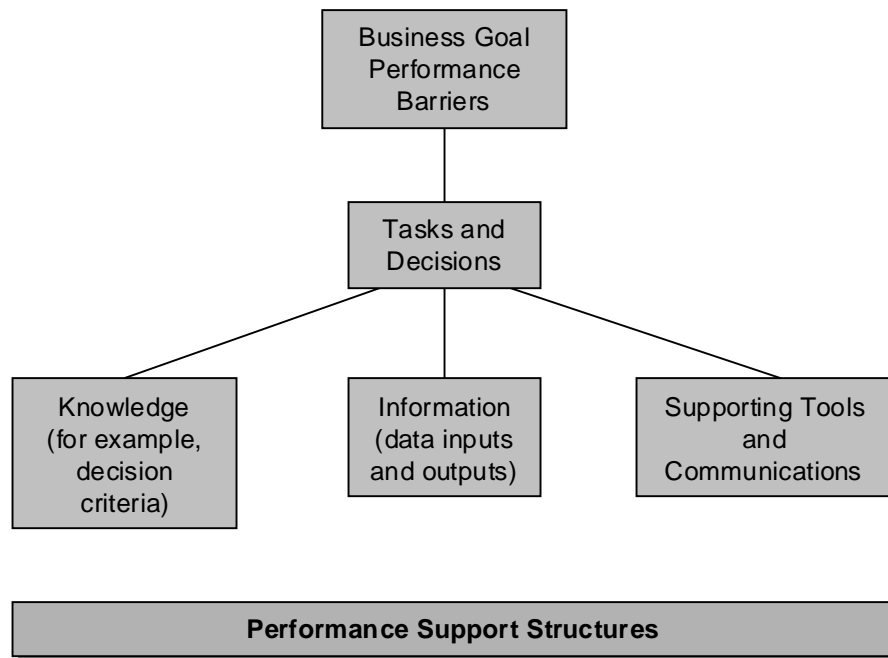 Business Goal
Performance
Barriers
Tasks and
Decisions
Knowledge
(for example,
decision
criteria)
Information
(data inputs
and outputs)
Supporting Tools
and
Communications
Performance Support Structures